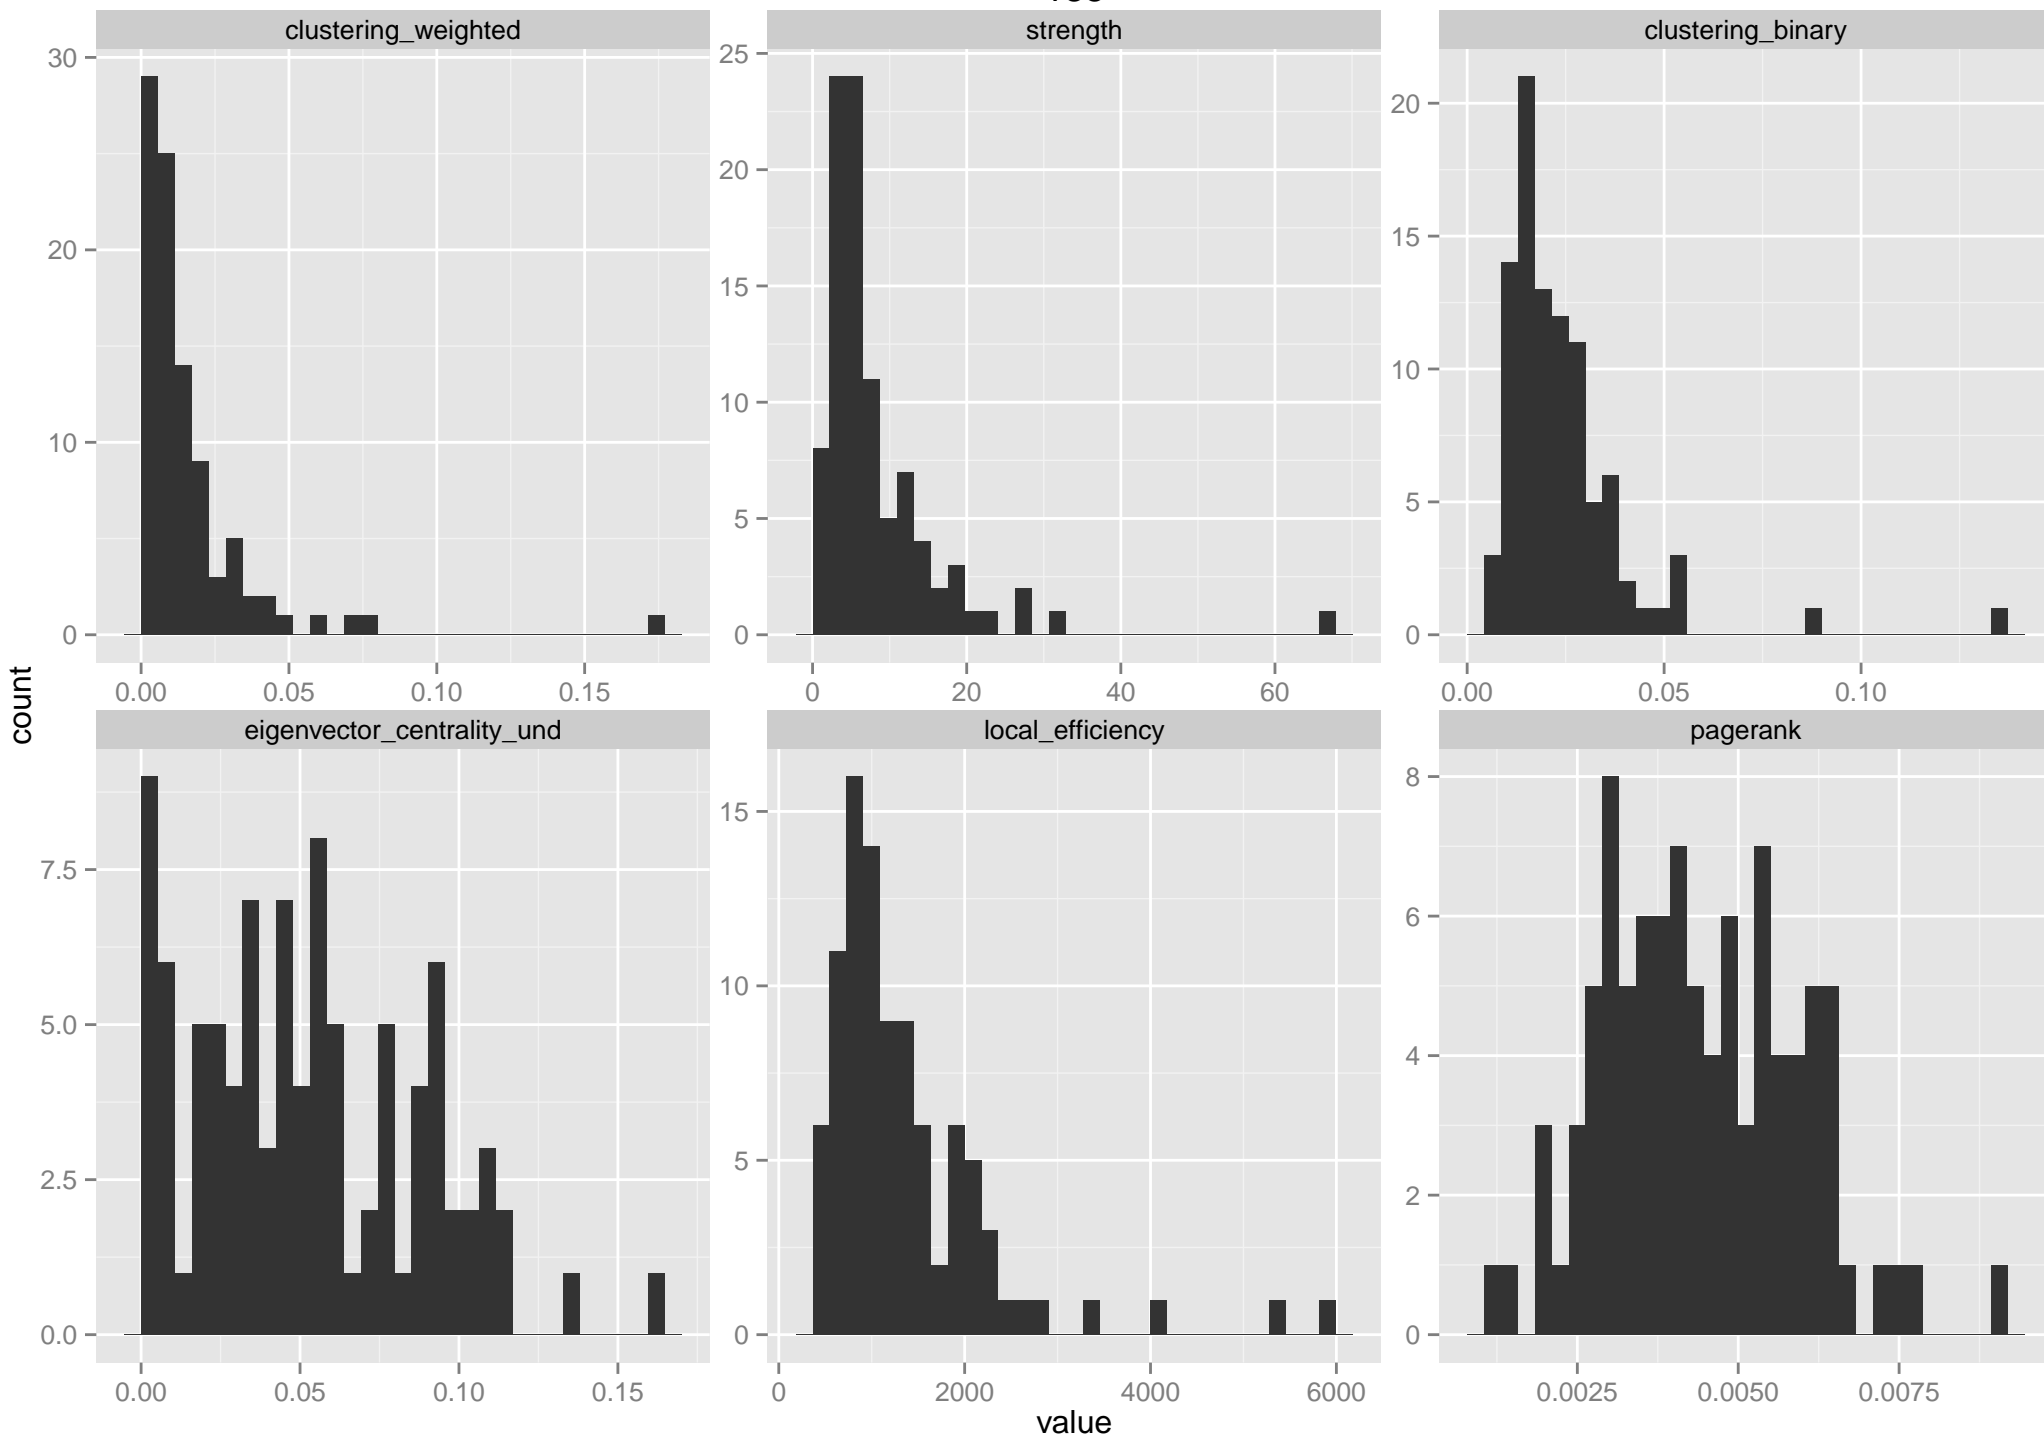 clustering_weighted
strength
clustering_binary
30
20
10
0
25
20
15
10
5
0
20
15
10
5
0
0.00 0.05 0.10 0.15
0 20 40 60
0.00 0.05 0.10
count
eigenvector_centrality_und
local_efficiency
pagerank
7.5
5.0
2.5
0.0
15
10
5
0
8
6
4
2
0
0.00 0.05 0.10 0.15
0 2000 4000 6000
0.0025 0.0050 0.0075
value